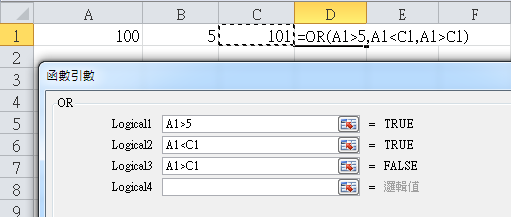 A B C D E F
1 100 5 101 =OR(A1>5,A1<C1,A1>C1)
2
3 函數引數
4 OR
5 Logical1 A1>5 = TRUE
6 Logical2 A1<C1 = TRUE
7 Logical3 A1>C1 = FALSE
8 Logical4 = 邏輯值
9